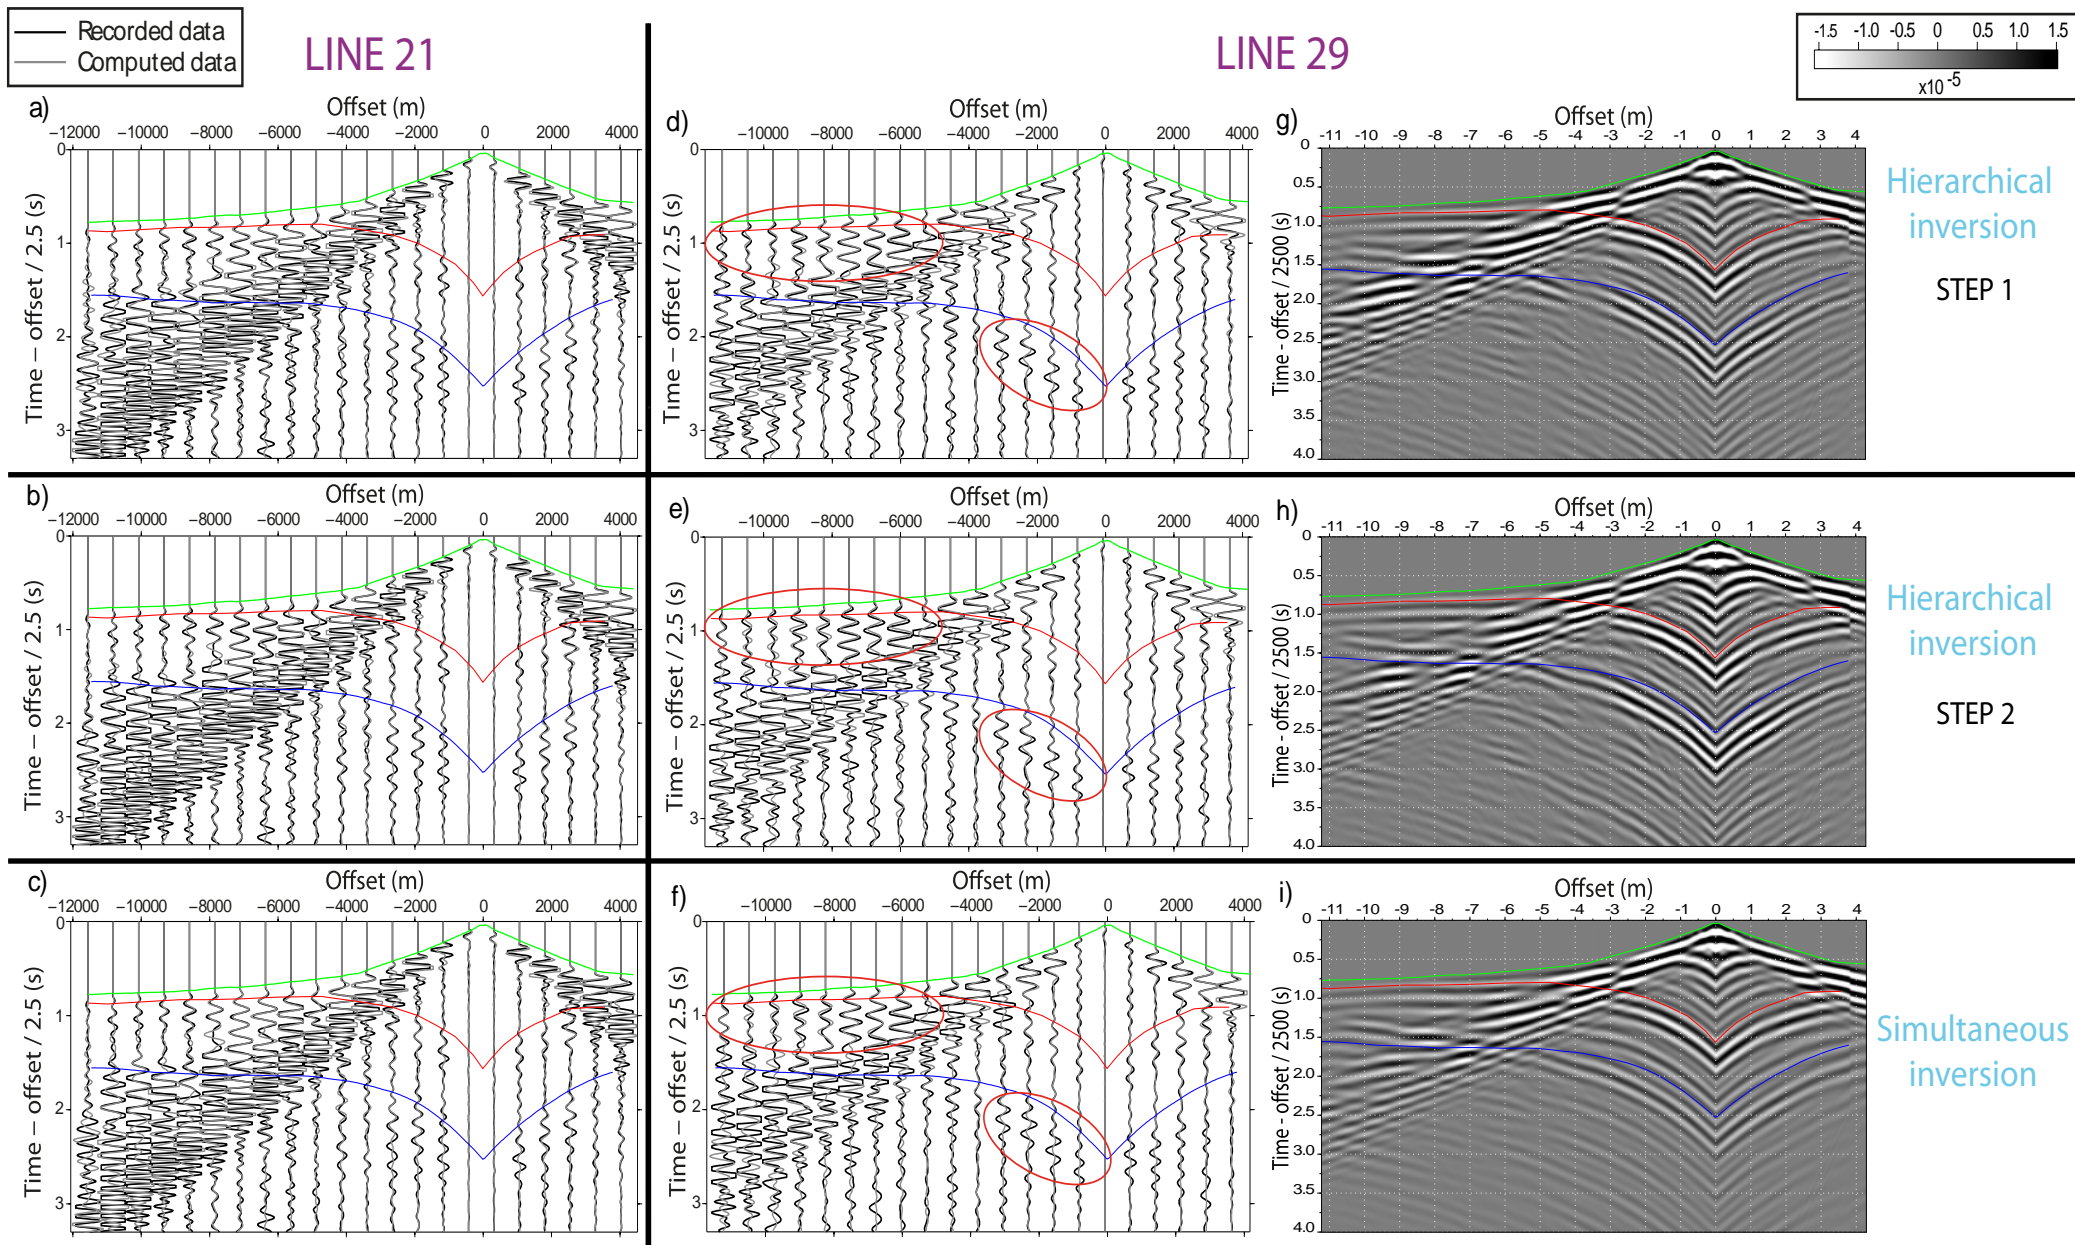 Recorded data
Computed data
LINE 21
LINE 29
-1.5 -1.0 -0.5 0 0.5 1.0 1.5
x10 -5
a)
Offset (m)
−12000 −10000 −8000 −6000 −4000 −2000 0 2000 4000
0
1
2
3
Time – offset / 2.5 (s)
d)
Offset (m)
−10000 −8000 −6000 −4000 −2000 0 2000 4000
0
1
2
3
Time – offset / 2.5 (s)
g)
Offset (m)
-11 -10 -9 -8 -7 -6 -5 -4 -3 -2 -1 0 1 2 3 4
0
0.5
1.0
1.5
2.0
2.5
3.0
3.5
4.0
Time - offset / 2500 (s)
Hierarchical
inversion
STEP 1
b)
Offset (m)
−12000 −10000 −8000 −6000 −4000 −2000 0 2000 4000
0
1
2
3
Time – offset / 2.5 (s)
e)
Offset (m)
−10000 −8000 −6000 −4000 −2000 0 2000 4000
0
1
2
3
Time – offset / 2.5 (s)
h)
Offset (m)
-11 -10 -9 -8 -7 -6 -5 -4 -3 -2 -1 0 1 2 3 4
0
0.5
1.0
1.5
2.0
2.5
3.0
3.5
4.0
Time - offset / 2500 (s)
Hierarchical
inversion
STEP 2
c)
Offset (m)
−12000 −10000 −8000 −6000 −4000 −2000 0 2000 4000
0
1
2
3
Time – offset / 2.5 (s)
f)
Offset (m)
−10000 −8000 −6000 −4000 −2000 0 2000 4000
0
1
2
3
Time – offset / 2.5 (s)
i)
Offset (m)
-11 -10 -9 -8 -7 -6 -5 -4 -3 -2 -1 0 1 2 3 4
0
0.5
1.0
1.5
2.0
2.5
3.0
3.5
4.0
Time - offset / 2500 (s)
Simultaneous
inversion